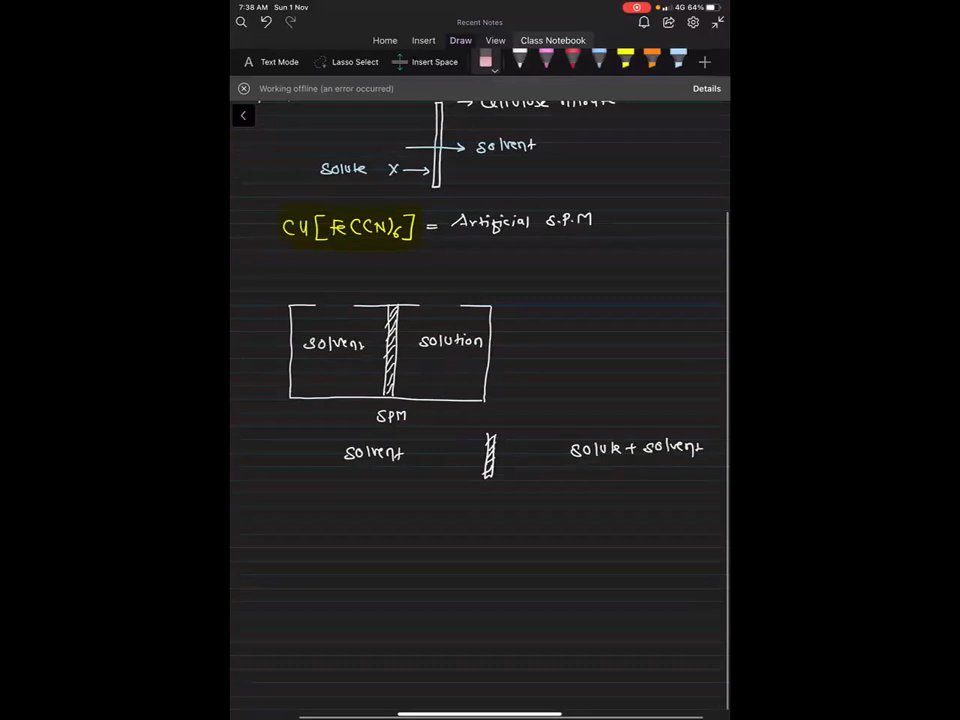 7:38 AM Sun 1 Nov
4G 64%
Recent Notes
Home Insert Draw View Class Notebook
Text Mode Lasso Select Insert Space
Working offline (an error occurred) Details
→ Cellulose
→ solvent
Solute X →
Cu[Fe(CN)6] = Artificial S.P.M
Solvent Solution
SPM
Solvent Solute + Solvent